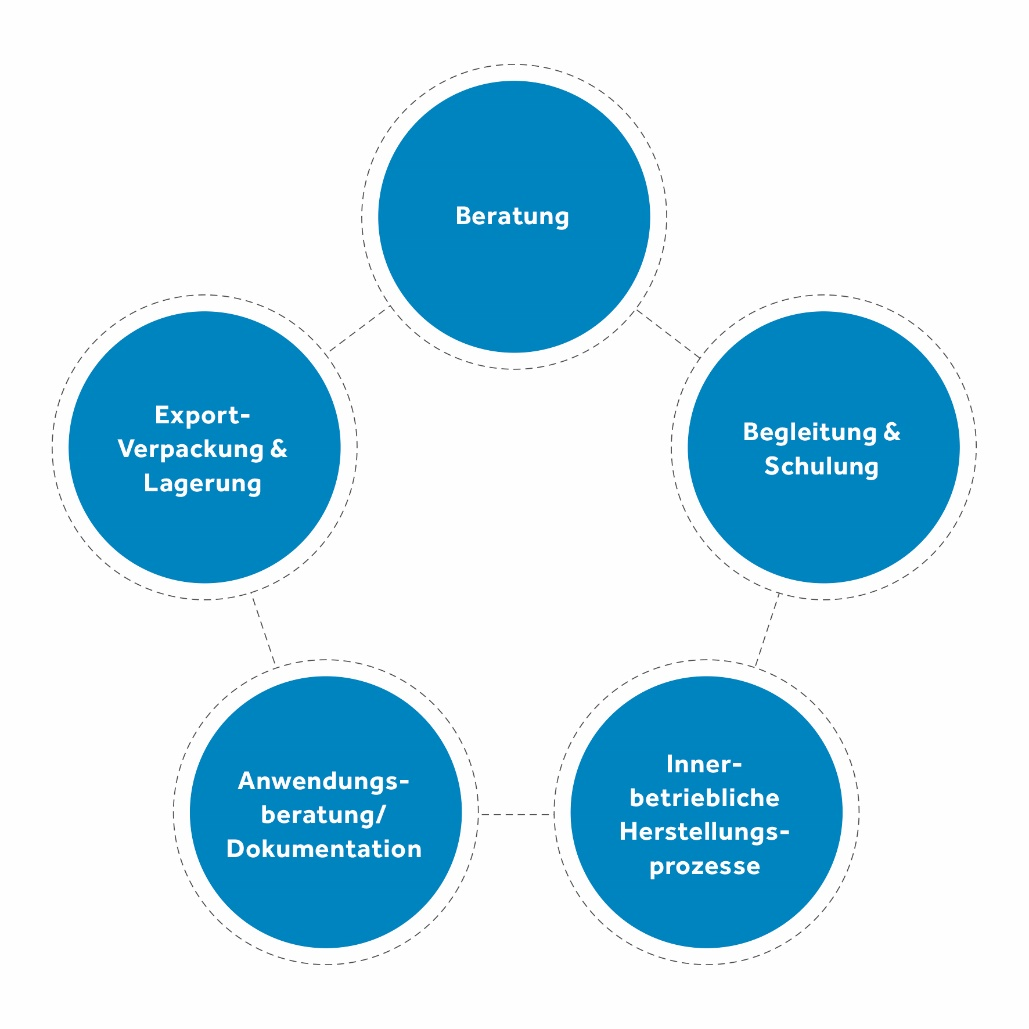 Beratung
Begleitung &
Schulung
Inner-
betriebliche
Herstellungs-
prozesse
Anwendungs-
beratung/
Dokumentation
Export-
Verpackung &
Lagerung